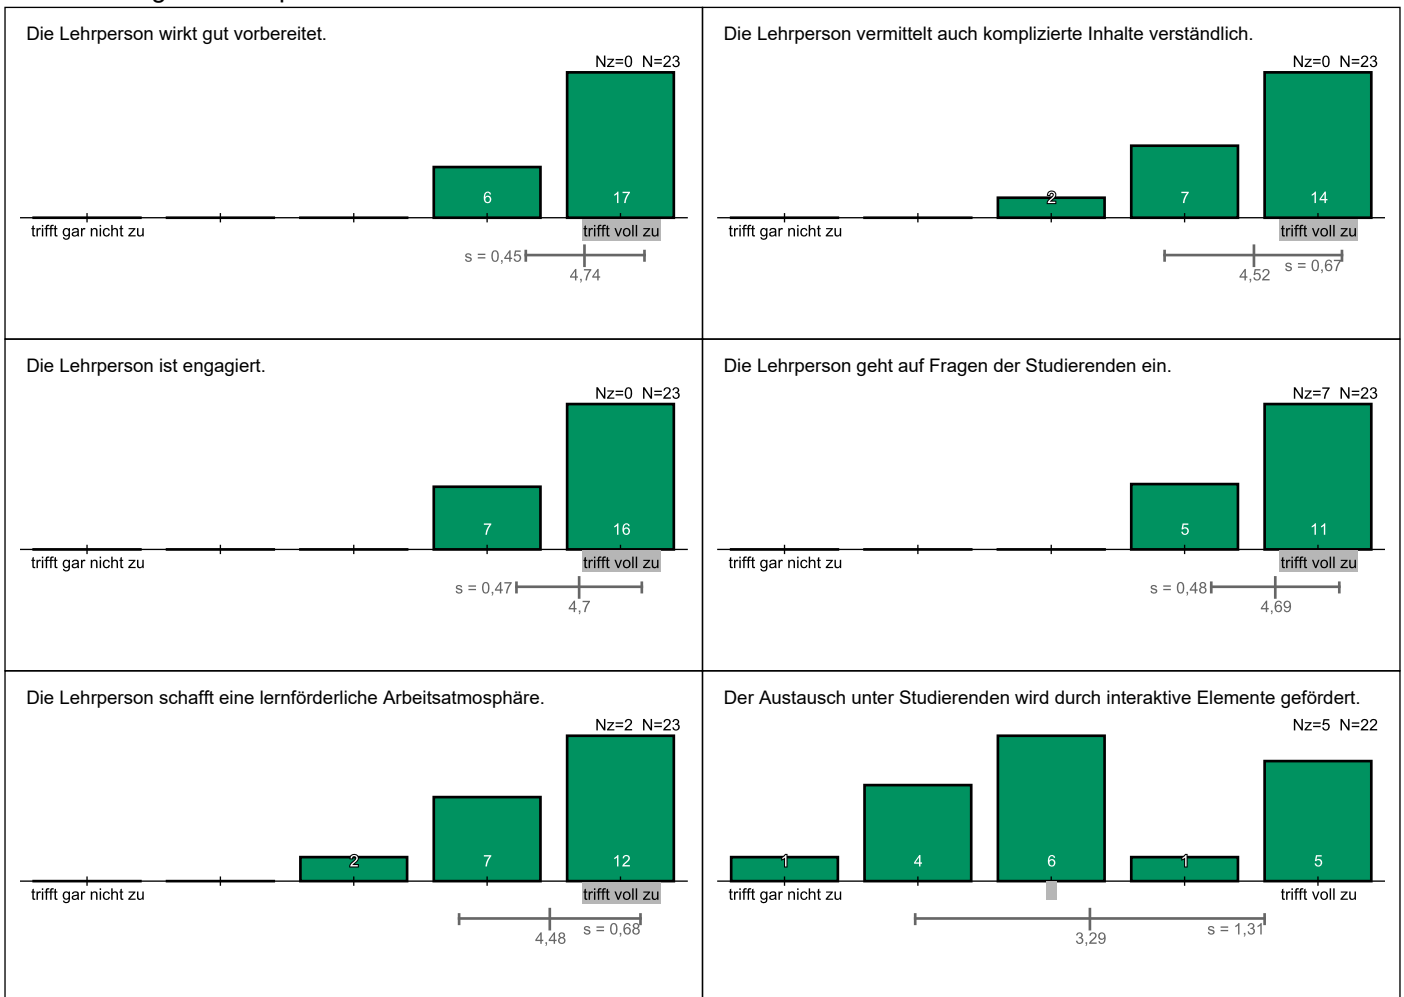 Die Lehrperson wirkt gut vorbereitet.
Nz=0 N=23
6
17
trifft gar nicht zu
trifft voll zu
s = 0,45
4,74
Die Lehrperson vermittelt auch komplizierte Inhalte verständlich.
Nz=0 N=23
2
7
14
trifft gar nicht zu
trifft voll zu
4,52
s = 0,67
Die Lehrperson ist engagiert.
Nz=0 N=23
7
16
trifft gar nicht zu
trifft voll zu
s = 0,47
4,7
Die Lehrperson geht auf Fragen der Studierenden ein.
Nz=7 N=23
5
11
trifft gar nicht zu
trifft voll zu
s = 0,48
4,69
Die Lehrperson schafft eine lernförderliche Arbeitsatmosphäre.
Nz=2 N=23
2
7
12
trifft gar nicht zu
trifft voll zu
4,48
s = 0,68
Der Austausch unter Studierenden wird durch interaktive Elemente gefördert.
Nz=5 N=22
1
4
6
1
5
trifft gar nicht zu
trifft voll zu
3,29
s = 1,31